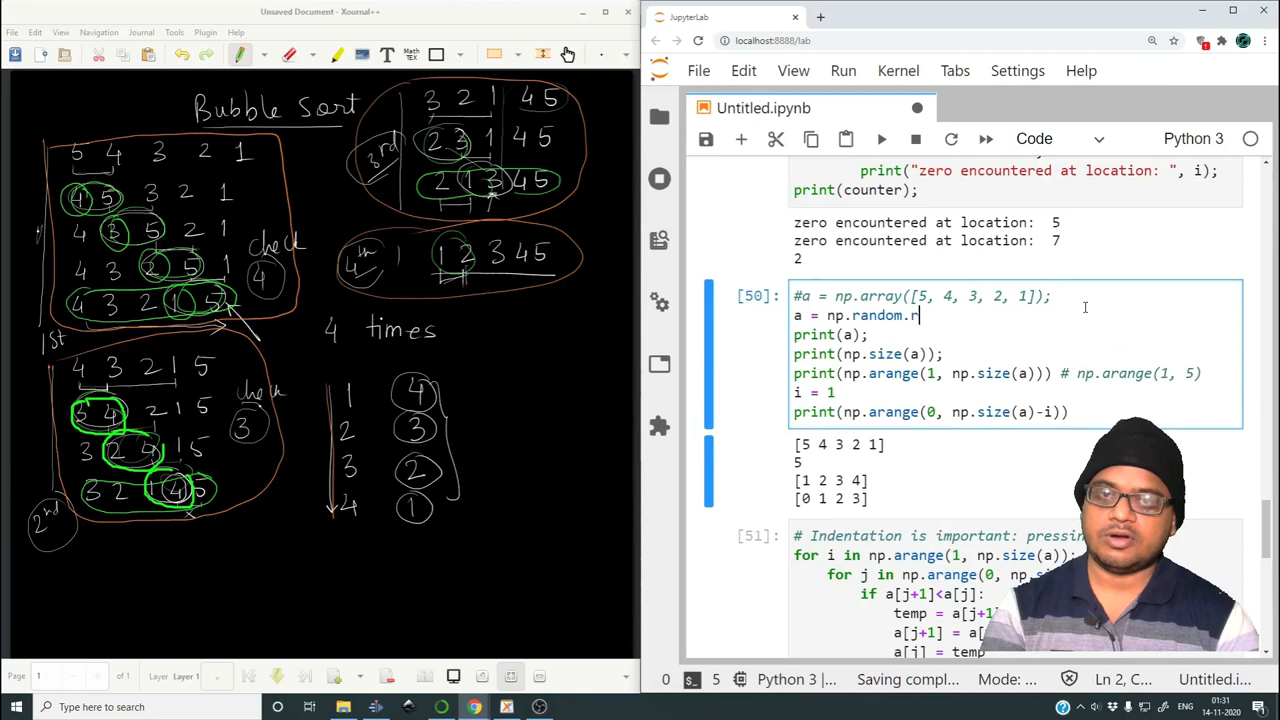 Unsaved Document - Xournal++
File Edit View Navigation Journal Tools Plugin Help
T Math TEX
Bubble Sort
5 4 3 2 1
4 5 3 2 1
4 3 5 2 1
4 3 2 5 1
4 3 2 1 5
check
4
1st
4 3 2 1 5
3 4 2 1 5
3 2 4 1 5
3 2 1 4 5
check
3
2nd
3 2 1 4 5
2 3 1 4 5
2 1 3 4 5
3rd
4th 1 2 3 4 5
4 times
1 4
2 3
3 2
4 1
Page 1 of 1 Layer Layer 1
JupyterLab
localhost:8888/lab
File Edit View Run Kernel Tabs Settings Help
Untitled.ipynb
Code Python 3
print("zero encountered at location: ", i);
print(counter);
zero encountered at location: 5
zero encountered at location: 7
2
[50]: #a = np.array([5, 4, 3, 2, 1]);
a = np.random.r
print(a);
print(np.size(a));
print(np.arange(1, np.size(a))) # np.arange(1, 5)
i = 1
print(np.arange(0, np.size(a)-i))
[5 4 3 2 1]
5
[1 2 3 4]
[0 1 2 3]
[51]: # Indentation is important: pressin
for i in np.arange(1, np.size(a)):
for j in np.arange(0, np.si
if a[j+1]<a[j]:
temp = a[j+1
a[j+1] = a
a[j] = temp
0 5 Python 3 |... Saving compl... Mode: ... Ln 2, C... Untitled.i...
Type here to search
01:31
14-11-2020